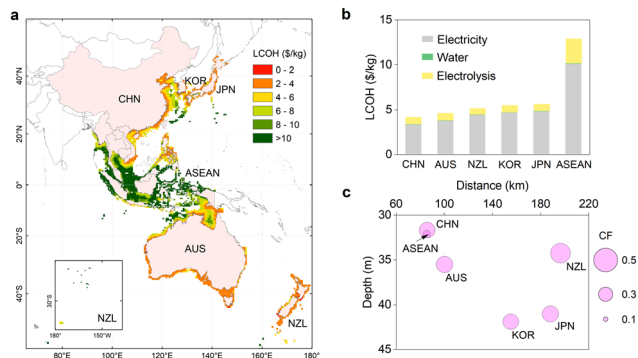 a
LCOH ($/kg)
0 - 2
2 - 4
4 - 6
6 - 8
8 - 10
>10
40°N
20°N
0°
20°S
40°S
CHN
KOR
JPN
ASEAN
AUS
NZL
30°S
180°
150°W
NZL
80°E
100°E
120°E
140°E
160°E
180°
b
LCOH ($/kg)
15
10
5
0
Electricity
Water
Electrolysis
CHN AUS NZL KOR JPN ASEAN
Distance (km)
c
60 100 140 180 220
Depth (m)
30
35
40
45
CHN
ASEAN
AUS
NZL
KOR
JPN
CF
0.5
0.3
0.1